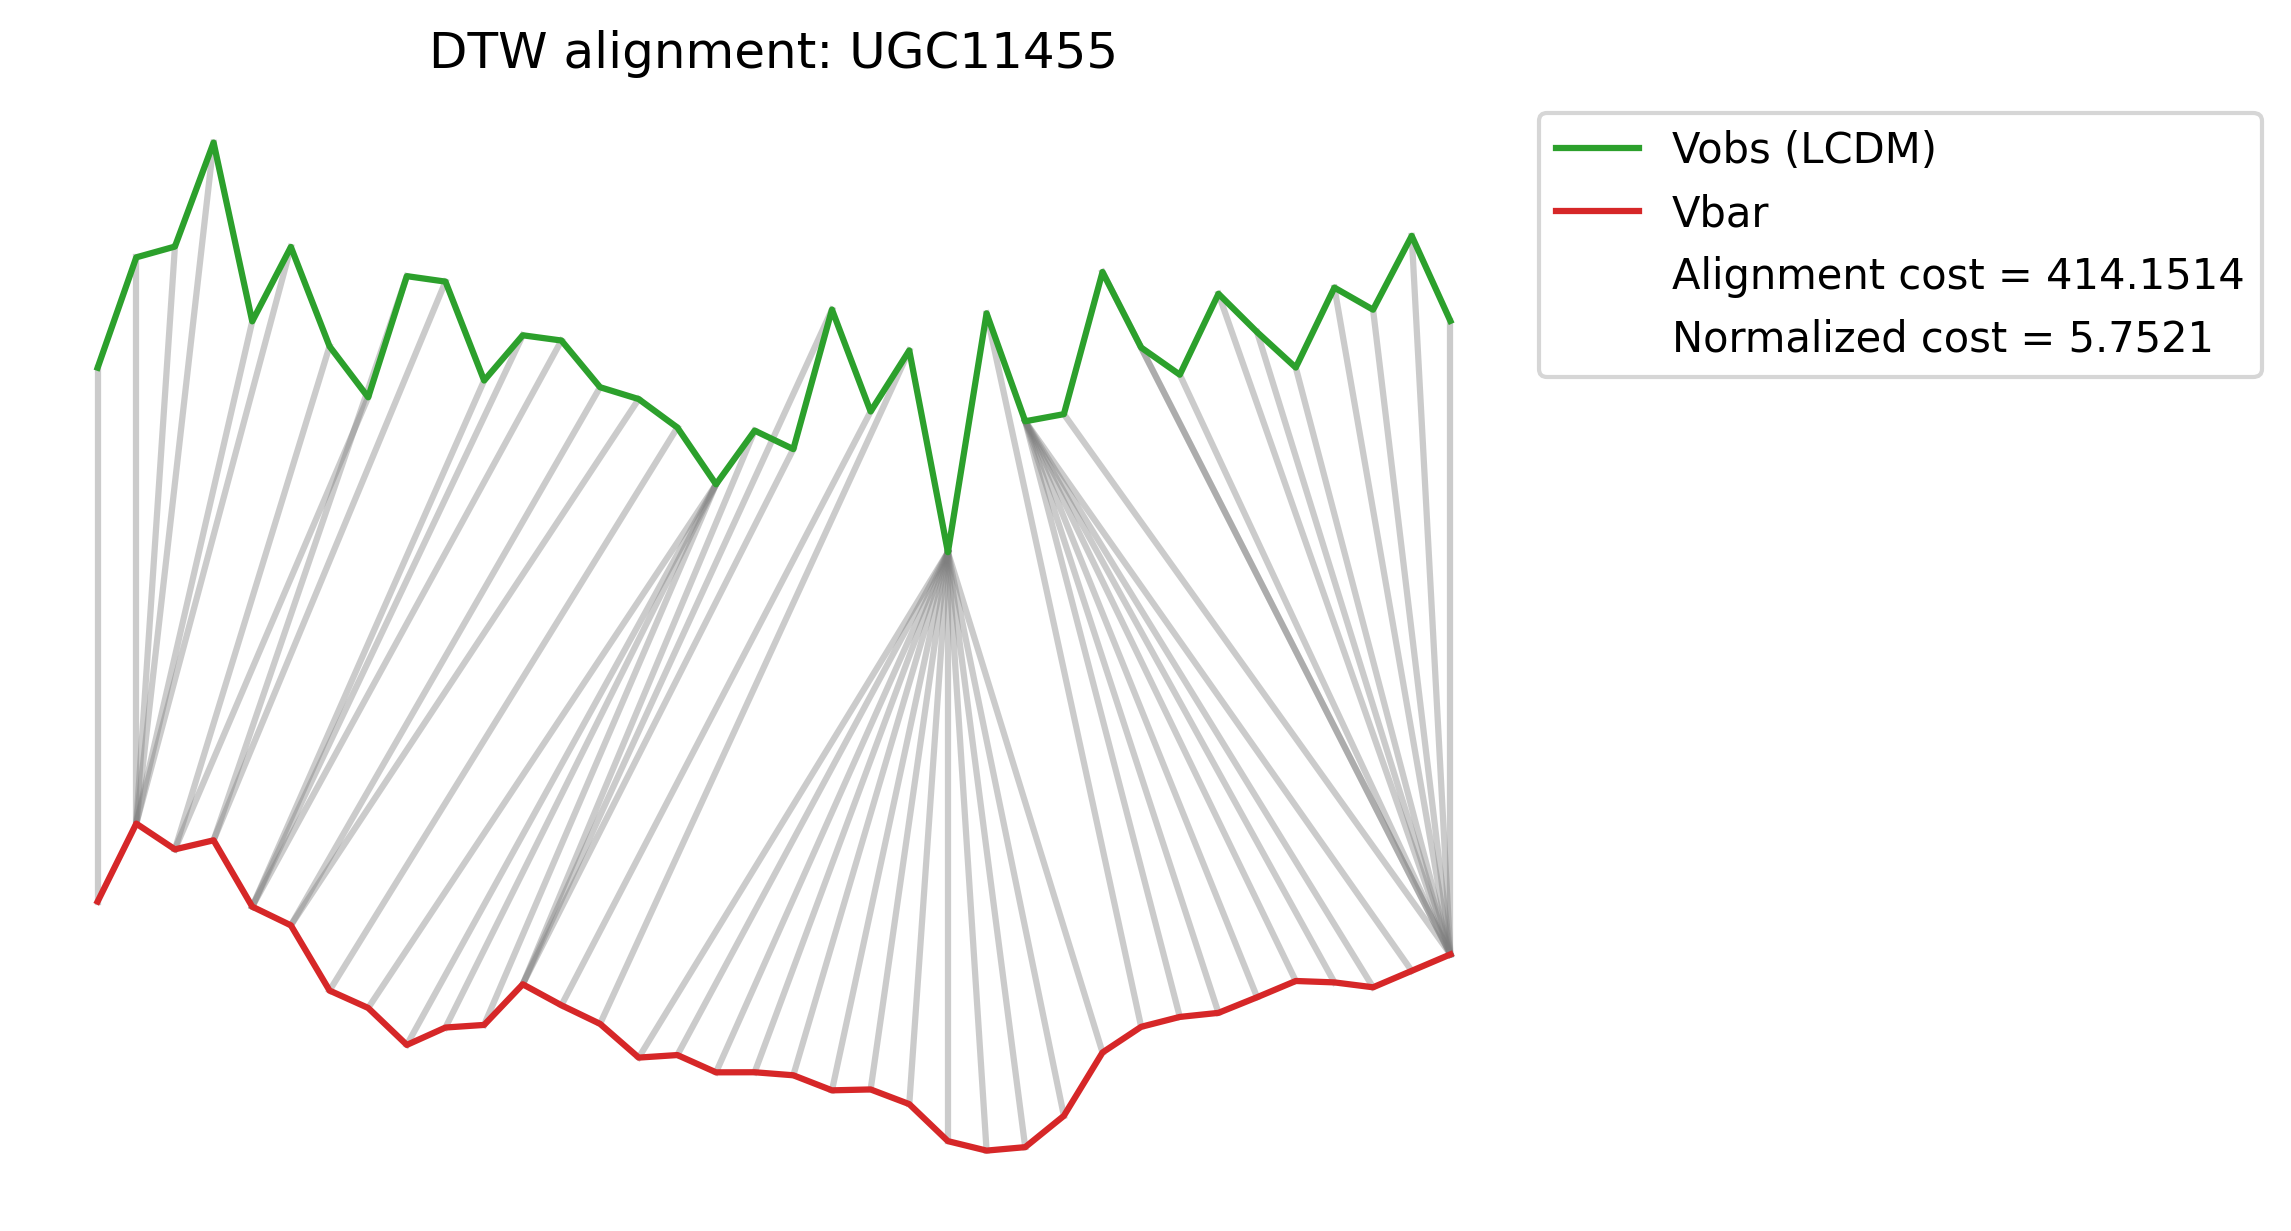 DTW alignment: UGC11455
Vobs (LCDM)
Vbar
Alignment cost = 414.1514
Normalized cost = 5.7521